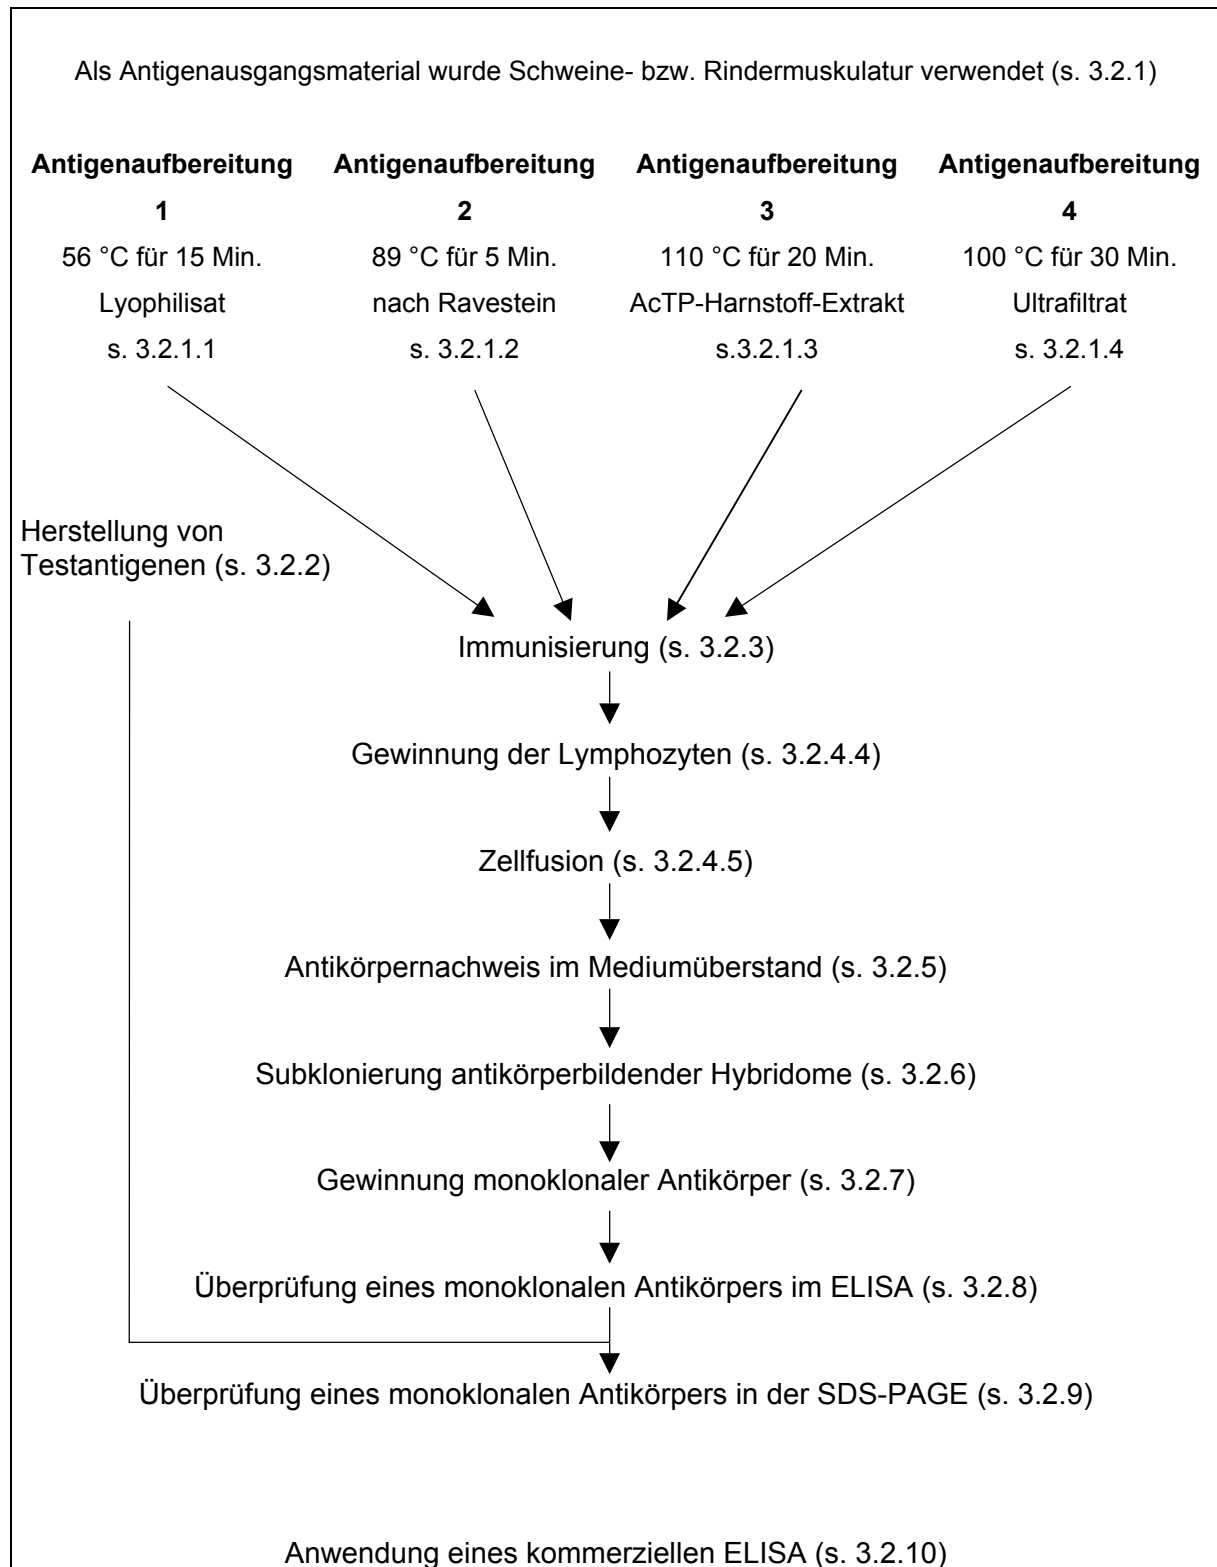 Als Antigenausgangsmaterial wurde Schweine- bzw. Rindermuskulatur verwendet (s. 3.2.1)
Antigenaufbereitung
1
56 °C für 15 Min.
Lyophilisat
s. 3.2.1.1
Antigenaufbereitung
2
89 °C für 5 Min.
nach Ravestein
s. 3.2.1.2
Antigenaufbereitung
3
110 °C für 20 Min.
AcTP-Harnstoff-Extrakt
s.3.2.1.3
Antigenaufbereitung
4
100 °C für 30 Min.
Ultrafiltrat
s. 3.2.1.4
Herstellung von
Testantigenen (s. 3.2.2)
Immunisierung (s. 3.2.3)
Gewinnung der Lymphozyten (s. 3.2.4.4)
Zellfusion (s. 3.2.4.5)
Antikörpernachweis im Mediumüberstand (s. 3.2.5)
Subklonierung antikörperbildender Hybridome (s. 3.2.6)
Gewinnung monoklonaler Antikörper (s. 3.2.7)
Überprüfung eines monoklonalen Antikörpers im ELISA (s. 3.2.8)
Überprüfung eines monoklonalen Antikörpers in der SDS-PAGE (s. 3.2.9)
Anwendung eines kommerziellen ELISA (s. 3.2.10)